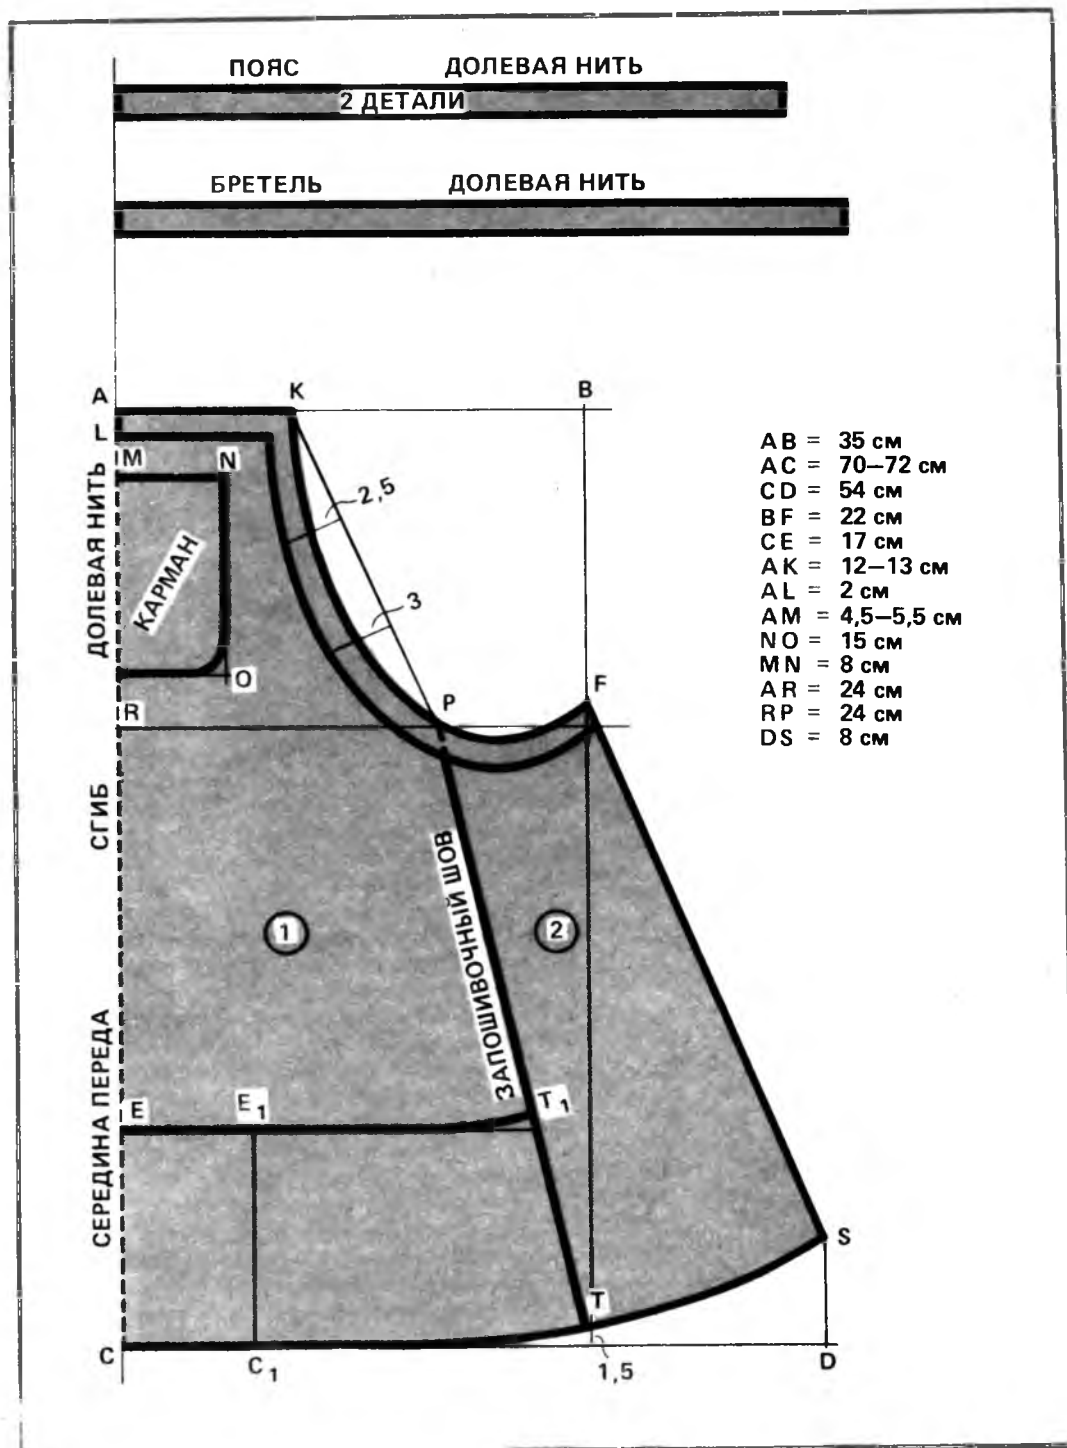 ПОЯС ДОЛЕВАЯ НИТЬ
2 ДЕТАЛИ
БРЕТЕЛЬ ДОЛЕВАЯ НИТЬ
A K B
L
M N
2,5
КАРМАН
3
ДОЛЕВАЯ НИТЬ
O
R P F
СГИБ
ЗАПОШИВОЧНЫЙ ШОВ
1 2
СЕРЕДИНА ПЕРЕДА
E E1 T1
S
T
C C1 1,5 D
AB = 35 см
AC = 70–72 см
CD = 54 см
BF = 22 см
CE = 17 см
AK = 12–13 см
AL = 2 см
AM = 4,5–5,5 см
NO = 15 см
MN = 8 см
AR = 24 см
RP = 24 см
DS = 8 см